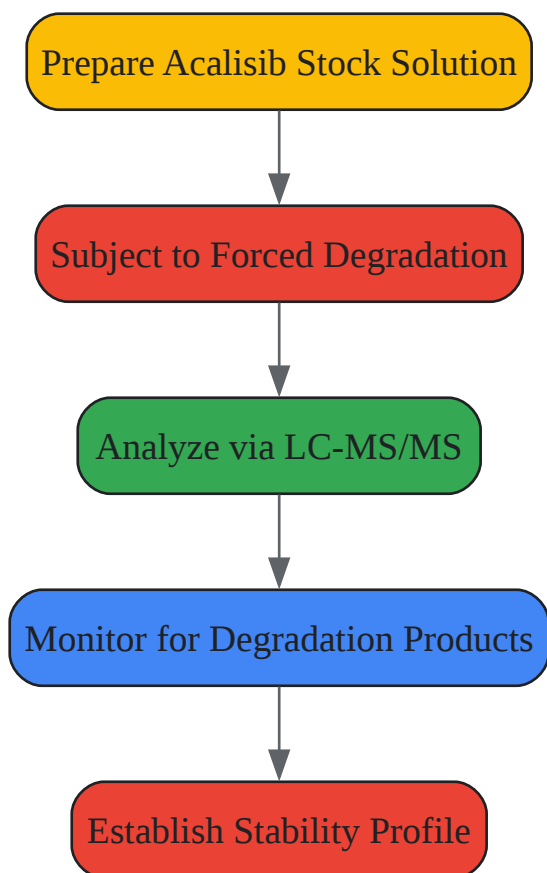 Prepare Acalisib Stock Solution
Subject to Forced Degradation
Analyze via LC-MS/MS
Monitor for Degradation Products
Establish Stability Profile